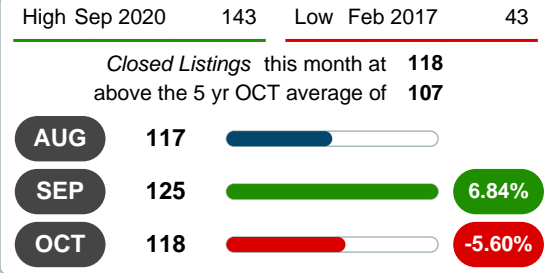 High Sep 2020 143 Low Feb 2017 43
Closed Listings this month at 118
above the 5 yr OCT average of 107
AUG 117
SEP 125 6.84%
OCT 118 -5.60%